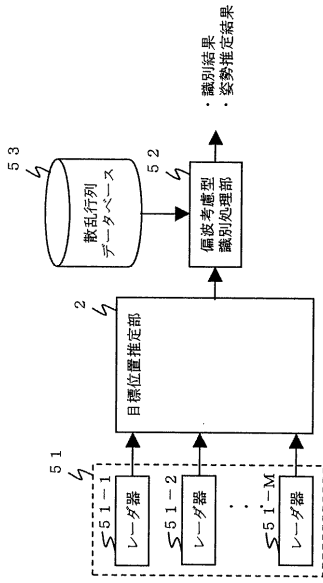 ５１
５１－１
レーダ器
５１－２
レーダ器
・・・
５１－Ｍ
レーダ器
２
目標位置推定部
５３
散乱行列
データベース
５２
偏波考慮型
識別処理部
・識別結果
・姿勢推定結果